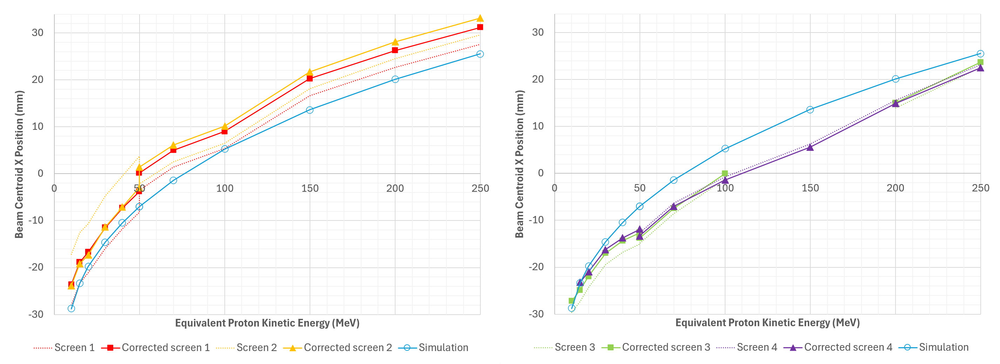 30
20
10
0
-10
-20
-30
0 50 100 150 200 250
Beam Centroid X Position (mm)
Equivalent Proton Kinetic Energy (MeV)
Screen 1 Corrected screen 1 Screen 2 Corrected screen 2 Simulation
30
20
10
0
-10
-20
-30
0 50 100 150 200 250
Beam Centroid X Position (mm)
Equivalent Proton Kinetic Energy (MeV)
Screen 3 Corrected screen 3 Screen 4 Corrected screen 4 Simulation